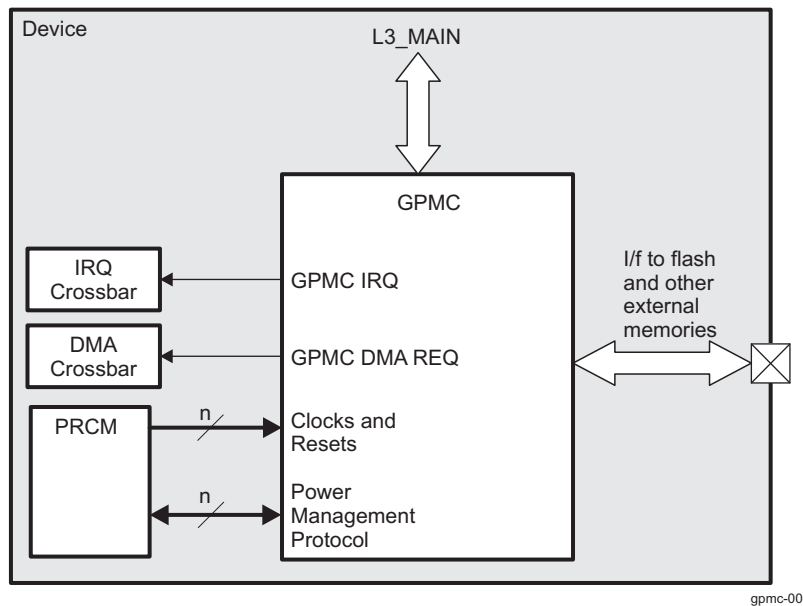 Device
L3_MAIN
GPMC
IRQ
Crossbar
GPMC IRQ
I/f to flash
and other
external
memories
DMA
Crossbar
GPMC DMA REQ
PRCM
n
Clocks and
Resets
n
Power
Management
Protocol
gpmc-00